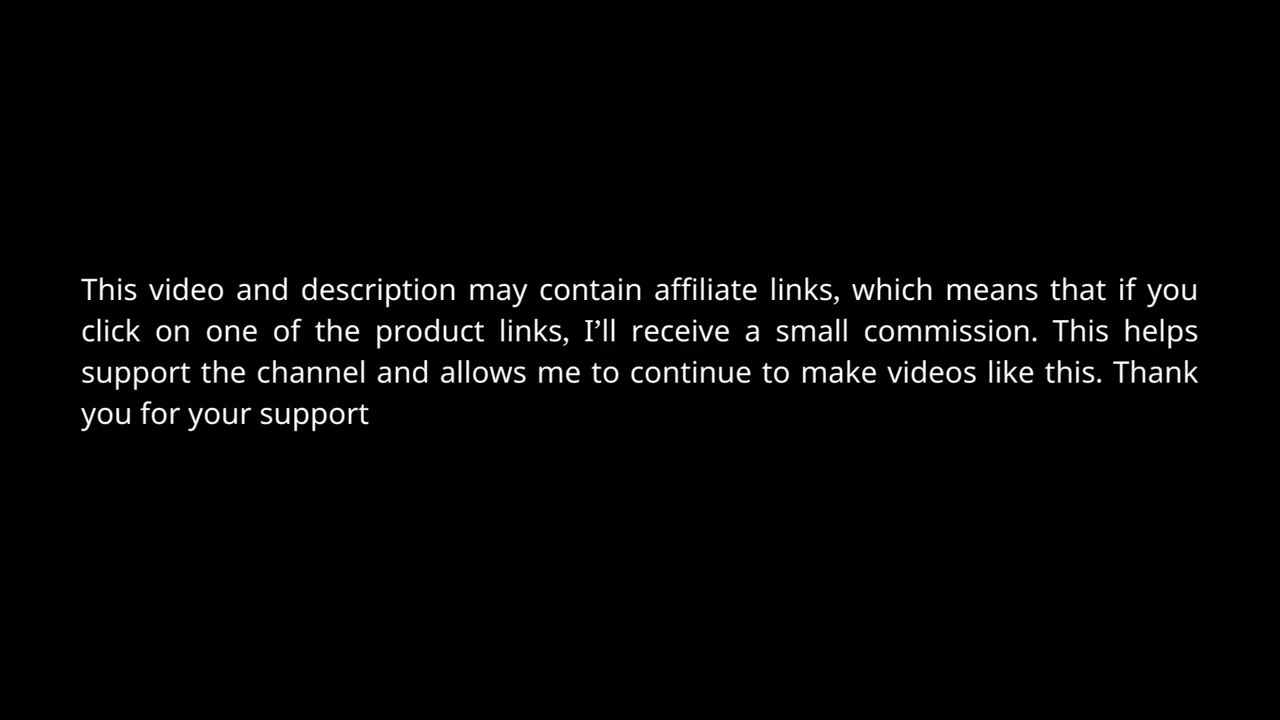 This video and description may contain affiliate links, which means that if you
click on one of the product links, I’ll receive a small commission. This helps
support the channel and allows me to continue to make videos like this. Thank
you for your support